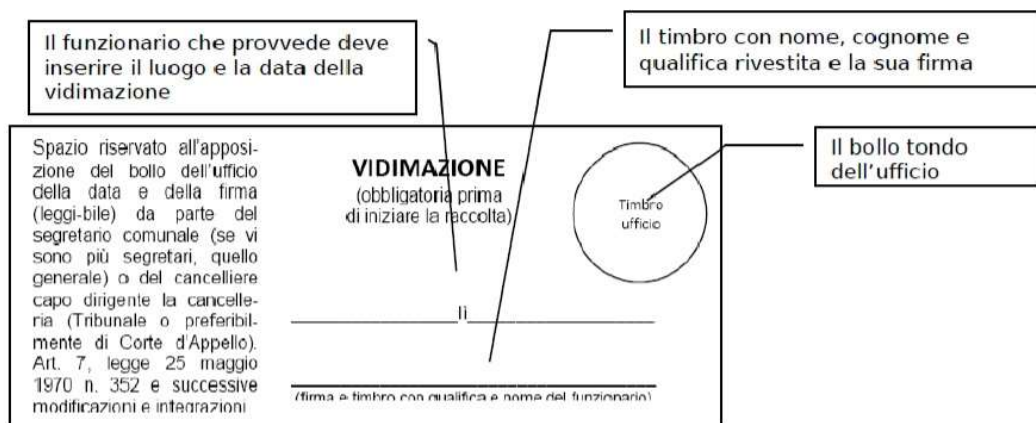 Il funzionario che provvede deve
inserire il luogo e la data della
vidimazione
Il timbro con nome, cognome e
qualifica rivestita e la sua firma
Il bollo tondo
dell'ufficio
Spazio riservato all'apposi-
zione del bollo dell'ufficio
della data e della firma
(leggi-bile) da parte del
segretario comunale (se vi
sono più segretari, quello
generale) o del cancelliere
capo dirigente la cancelle-
ria (Tribunale o preferibil-
mente di Corte d'Appello).
Art. 7, legge 25 maggio
1970 n. 352 e successive
modificazioni e integrazioni
VIDIMAZIONE
(obbligatoria prima
di iniziare la raccolta)
Timbro
ufficio
lì
(firma e timbro con qualifica e nome del funzionario)